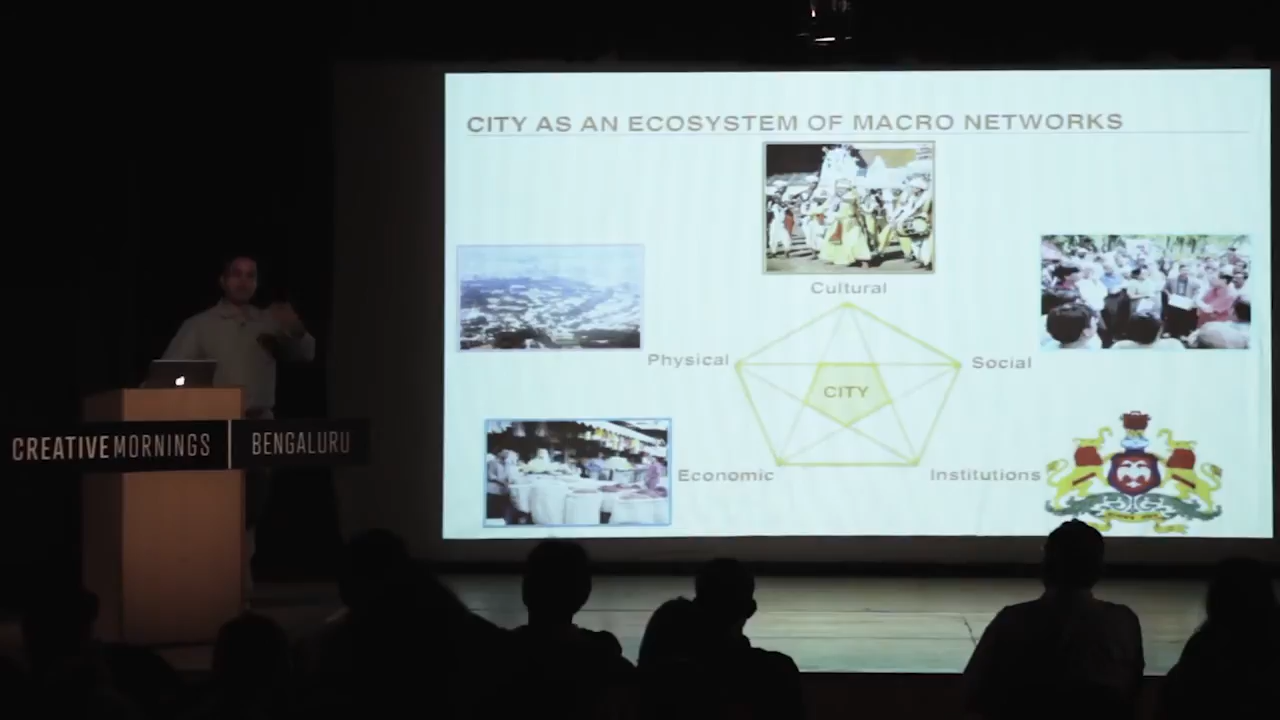 CITY AS AN ECOSYSTEM OF MACRO NETWORKS
Cultural
Physical
Social
CITY
Economic
Institutions
CREATIVEMORNINGS | BENGALURU